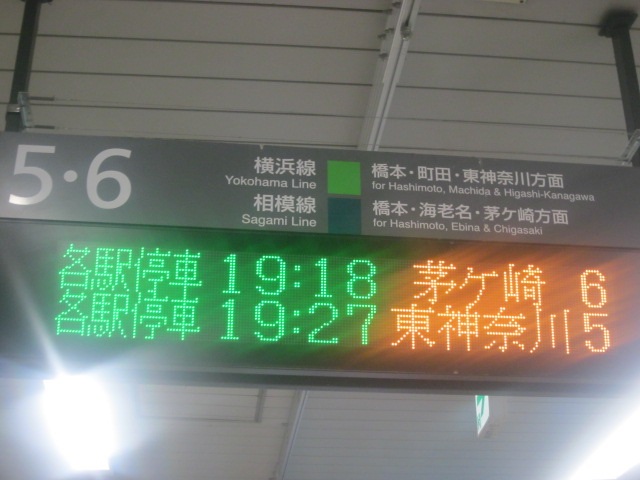 5・6
横浜線 橋本・町田・東神奈川方面
Yokohama Line for Hashimoto, Machida & Higashi-Kanagawa
相模線 橋本・海老名・茅ケ崎方面
Sagami Line for Hashimoto, Ebina & Chigasaki
各駅停車 19:18 茅ケ崎 6
各駅停車 19:27 東神奈川 5